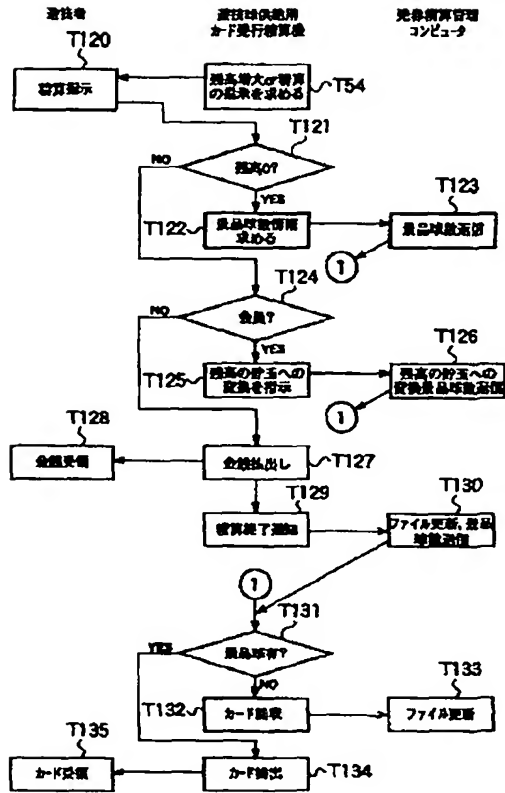 遊技者
遊技球供給用
カード発行精算機
発券精算管理
コンピュータ
T120
精算指示
残高増大or精算
の選択を求める
T54
T121
NO
残高0?
YES
T122
景品球数情報
求める
T123
景品球数返信
1
T124
NO
会員?
YES
T125
残高の貯玉への
変換を指示
T126
残高の貯玉への
変換景品球数返信
1
T128
金銭受領
金銭払出し
T127
T129
精算終了通知
T130
ファイル更新、景品
球数返信
1
T131
YES
景品球有?
NO
T132
カード回収
T133
ファイル更新
T135
カード受領
カード排出
T134